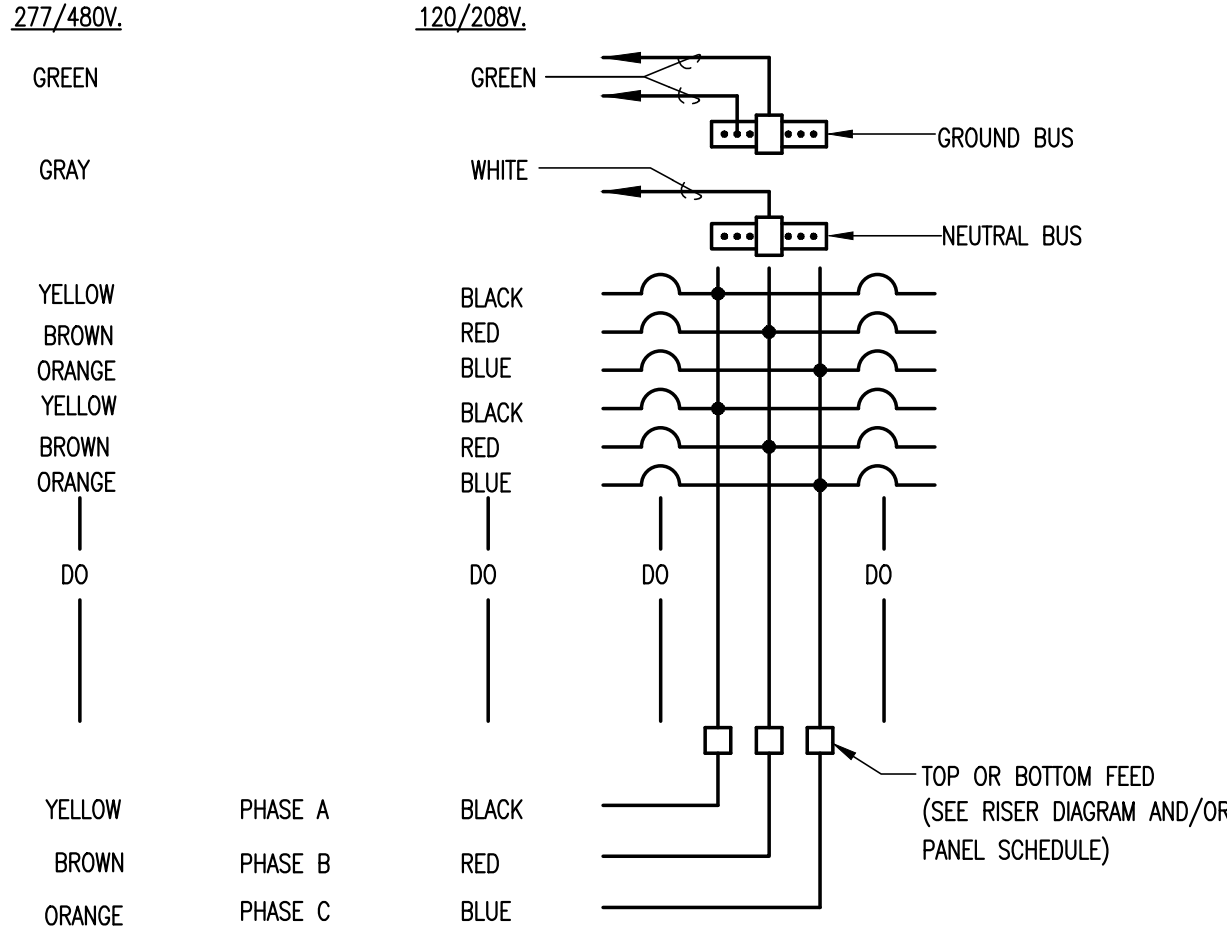 277/480V. 120/208V.
GREEN GREEN
GROUND BUS
GRAY WHITE
NEUTRAL BUS
YELLOW BLACK
BROWN RED
ORANGE BLUE
YELLOW BLACK
BROWN RED
ORANGE BLUE
DO DO DO DO
TOP OR BOTTOM FEED
(SEE RISER DIAGRAM AND/OR
PANEL SCHEDULE)
YELLOW PHASE A BLACK
BROWN PHASE B RED
ORANGE PHASE C BLUE